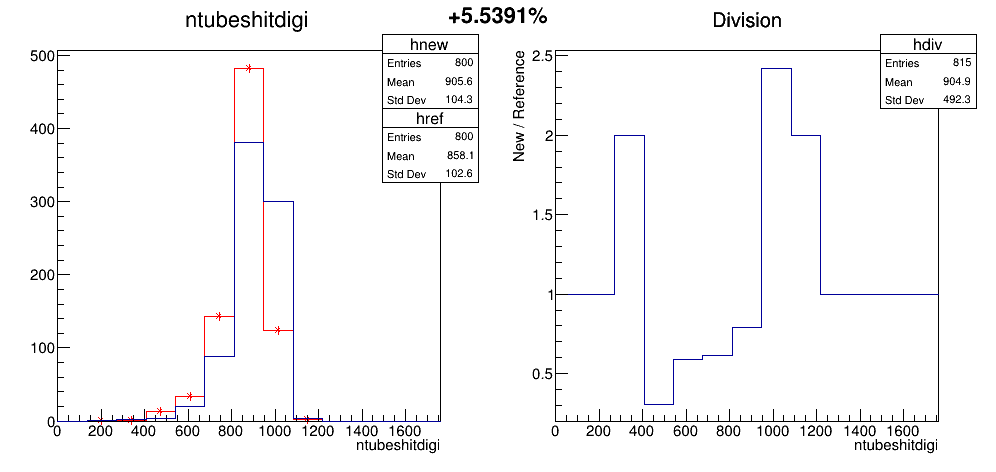 ntubeshitdigi
+5.5391%
Division
hnew
Entries 800
Mean 905.6
Std Dev 104.3
href
Entries 800
Mean 858.1
Std Dev 102.6
500
400
300
200
100
0
0 200 400 600 800 1000 1200 1400 1600
ntubeshitdigi
hdiv
Entries 815
Mean 904.9
Std Dev 492.3
New / Reference
2.5
2
1.5
1
0.5
0 200 400 600 800 1000 1200 1400 1600
ntubeshitdigi